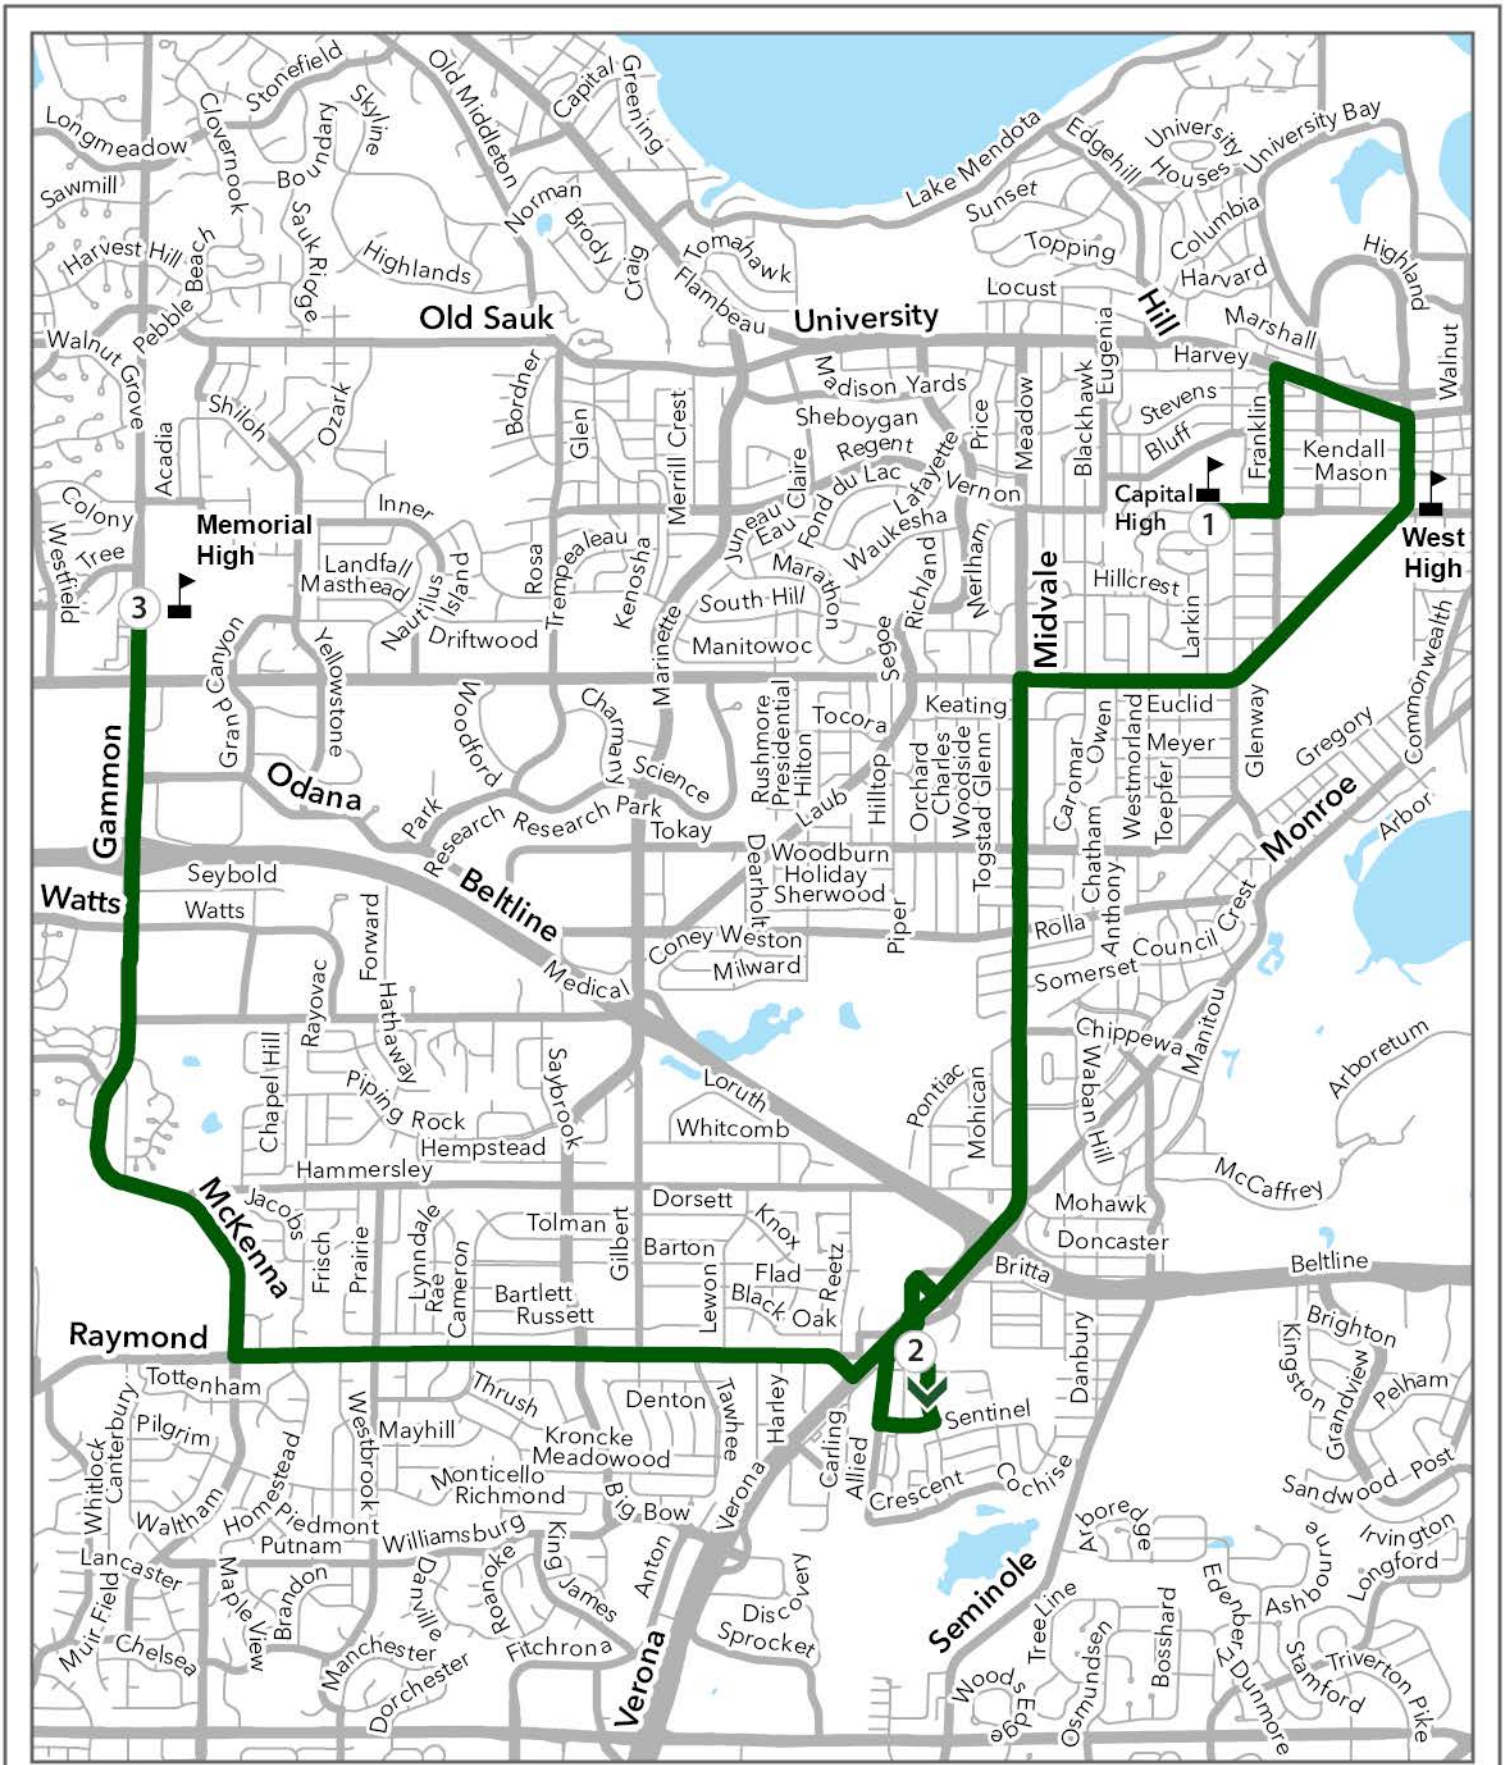 Stonefield
Old Middleton
Capital
Greening
Longmeadow
Clovernook
Boundary
Skyline
Sawmill
Norman
Brody
Craig
Lake Mendota
Edgehill
University
Houses
University Bay
Sunset
Topping
Columbia
Harvard
Highland
Harvest Hill
Pebble Beach
Sauk Ridge
Highlands
Tomahawk
Flambeau
Locust
Hill
Marshall
Old Sauk
University
Eugenia
Harvey
Walnut
Walnut Grove
Acadia
Shiloh
Ozark
Bordner
Glen
Merrill Crest
Madison Yards
Sheboygan
Regent
Price
Meadow
Blackhawk
Stevens
Bluff
Franklin
Kendall
Mason
Colony
Tree
Westfield
Memorial
High
Inner
Landfall
Masthead
Nautilus
Island
Driftwood
Rosa
Trempealeau
Kenosha
Juneau
Eau Claire
Fond du Lac
Lafayette
Vernon
Waukesha
Marathon
South Hill
Manitowoc
Richland
Merlham
Midvale
Capital
High
1
West
High
Hillcrest
Larkin
Commonwealth
3
Grand Canyon
Yellowstone
Woodford
Charmany
Marinette
Science
Segoe
Rushmore
Presidential
Hilton
Tocora
Keating
Orchard
Charles
Woodside
Togstad Glenn
Hilltop
Laub
Caromar
Owen
Westmorland
Euclid
Meyer
Toepfer
Chatham
Anthony
Glenway
Gregory
Monroe
Arbor
Gammon
Odana
Park
Research
Research Park
Tokay
Dearholt
Woodburn
Holiday
Sherwood
Piper
Seybold
Watts
Watts
Beltline
Forward
Rayovac
Hathaway
Medical
Coney Weston
Milward
Rolla
Somerset
Council Crest
Chippewa
Manitou
Waban Hill
Arboretum
Chapel Hill
Piping Rock
Hempstead
Saybrook
Loruth
Whitcomb
Pontiac
Mohican
Hammersley
McCaffrey
McKenna
Jacobs
Frisch
Prairie
Lynndale
Rae
Cameron
Tolman
Gilbert
Dorsett
Barton
Knox
Flad
Reetz
Black Oak
Lewon
Bartlett
Russett
Mohawk
Doncaster
Britta
Beltline
Raymond
2
Danbury
Brighton
Kingston
Grandview
Pelham
Tottenham
Pilgrim
Canterbury
Whitlock
Westbrook
Thrush
Mayhill
Denton
Tawhee
Harley
Kroncke
Meadowood
Monticello
Richmond
Carling
Allied
Sentinel
Crescent
Cochise
Sandwood
Post
Waltham
Homestead
Piedmont
Putnam
Williamsburg
Big Bow
Verona
Arboredge
Irvington
Longford
Lancaster
Muir Field
Chelsea
Maple View
Brandon
Danville
Roanoke
King James
Anton
Discovery
Sprocket
Seminole
Tree Line
Edenberry
Ashbourne
Manchester
Dorchester
Fitchrona
Verona
Woods Edge
Osmundsen
Bosshard
Dunmore
Stamford
Triverton Pike